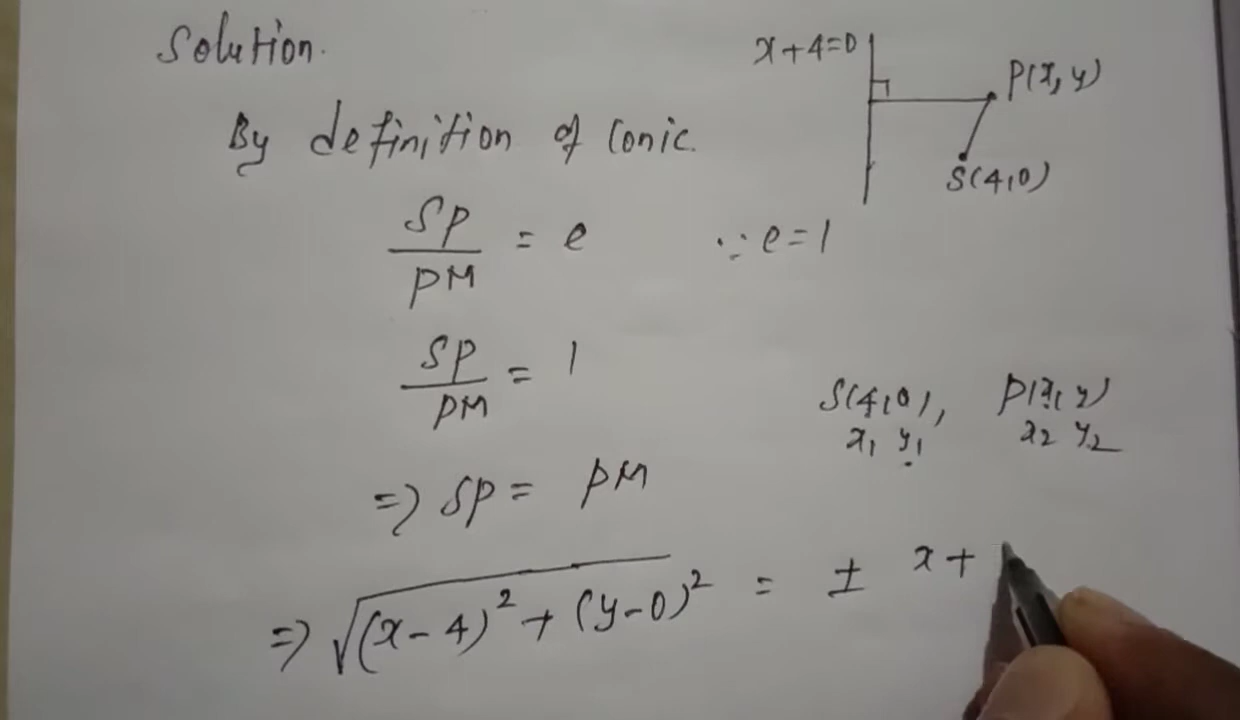 Solution.
x+4=0
P(x, y)
By definition of Conic.
S(4,0)
SP/PM = e ∵ e=1
SP/PM = 1
S(4,0), P(x, y)
x₁ y₁ x₂ y₂
=> SP = PM
=> √(x-4)² + (y-0)² = ± x+